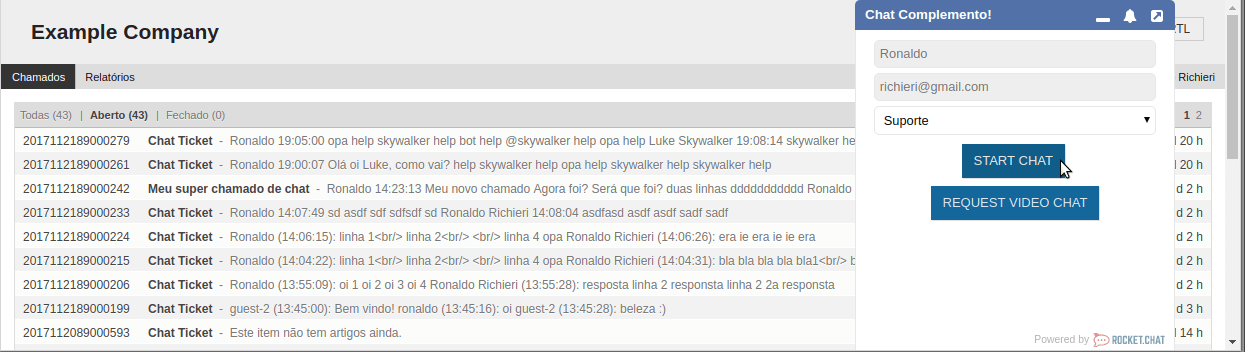 Example Company
Chat Complemento!
TL
Chamados Relatórios
Richieri
Ronaldo
richieri@gmail.com
Suporte
START CHAT
REQUEST VIDEO CHAT
Todas (43) | Aberto (43) | Fechado (0)
1 2
2017112189000279 Chat Ticket - Ronaldo 19:05:00 opa help skywalker help bot help @skywalker help opa help Luke Skywalker 19:08:14 skywalker he
d 20 h
2017112189000261 Chat Ticket - Ronaldo 19:00:07 Olá oi Luke, como vai? help skywalker help opa help skywalker help skywalker help
d 20 h
2017112189000242 Meu super chamado de chat - Ronaldo 14:23:13 Meu novo chamado Agora foi? Será que foi? duas linhas ddddddddddd Ronaldo
d 2 h
2017112189000233 Chat Ticket - Ronaldo 14:07:49 sd asdf sdf sdfsdf sd Ronaldo Richieri 14:08:04 asdfasd asdf asdf sadf sadf
d 2 h
2017112189000224 Chat Ticket - Ronaldo (14:06:15): linha 1<br/> linha 2<br/> <br/> linha 4 opa Ronaldo Richieri (14:06:26): era ie era ie ie era
d 2 h
2017112189000215 Chat Ticket - Ronaldo (14:04:22): linha 1<br/> linha 2<br/> <br/> linha 4 opa Ronaldo Richieri (14:04:31): bla bla bla bla bla1<br/> b
d 2 h
2017112189000206 Chat Ticket - Ronaldo (13:55:09): oi 1 oi 2 oi 3 oi 4 Ronaldo Richieri (13:55:28): resposta linha 2 responsta linha 2 2a responsta
d 2 h
2017112189000199 Chat Ticket - guest-2 (13:45:00): Bem vindo! ronaldo (13:45:16): oi guest-2 (13:45:28): beleza :)
d 3 h
2017112089000593 Chat Ticket - Este item não tem artigos ainda.
d 14 h
Powered by ROCKET.CHAT